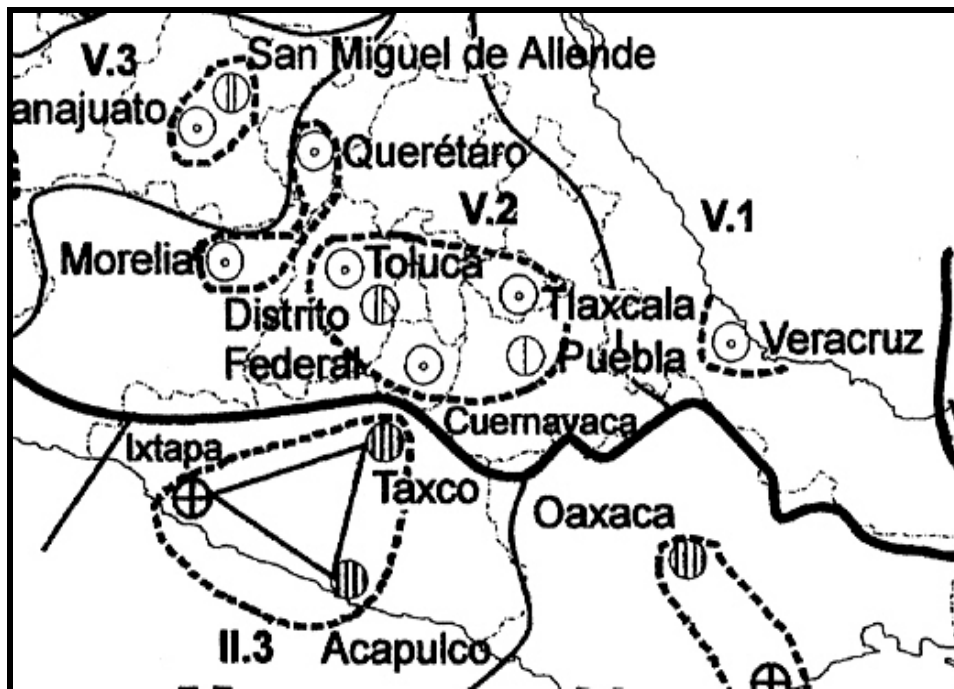 San Miguel de Allende
V.3
anajuato
Querétaro
V.2
V.1
Morelia
Toluca
Distrito
Federal
Tlaxcala
Puebla
Veracruz
Cuernavaca
Ixtapa
Taxco
Oaxaca
II.3
Acapulco